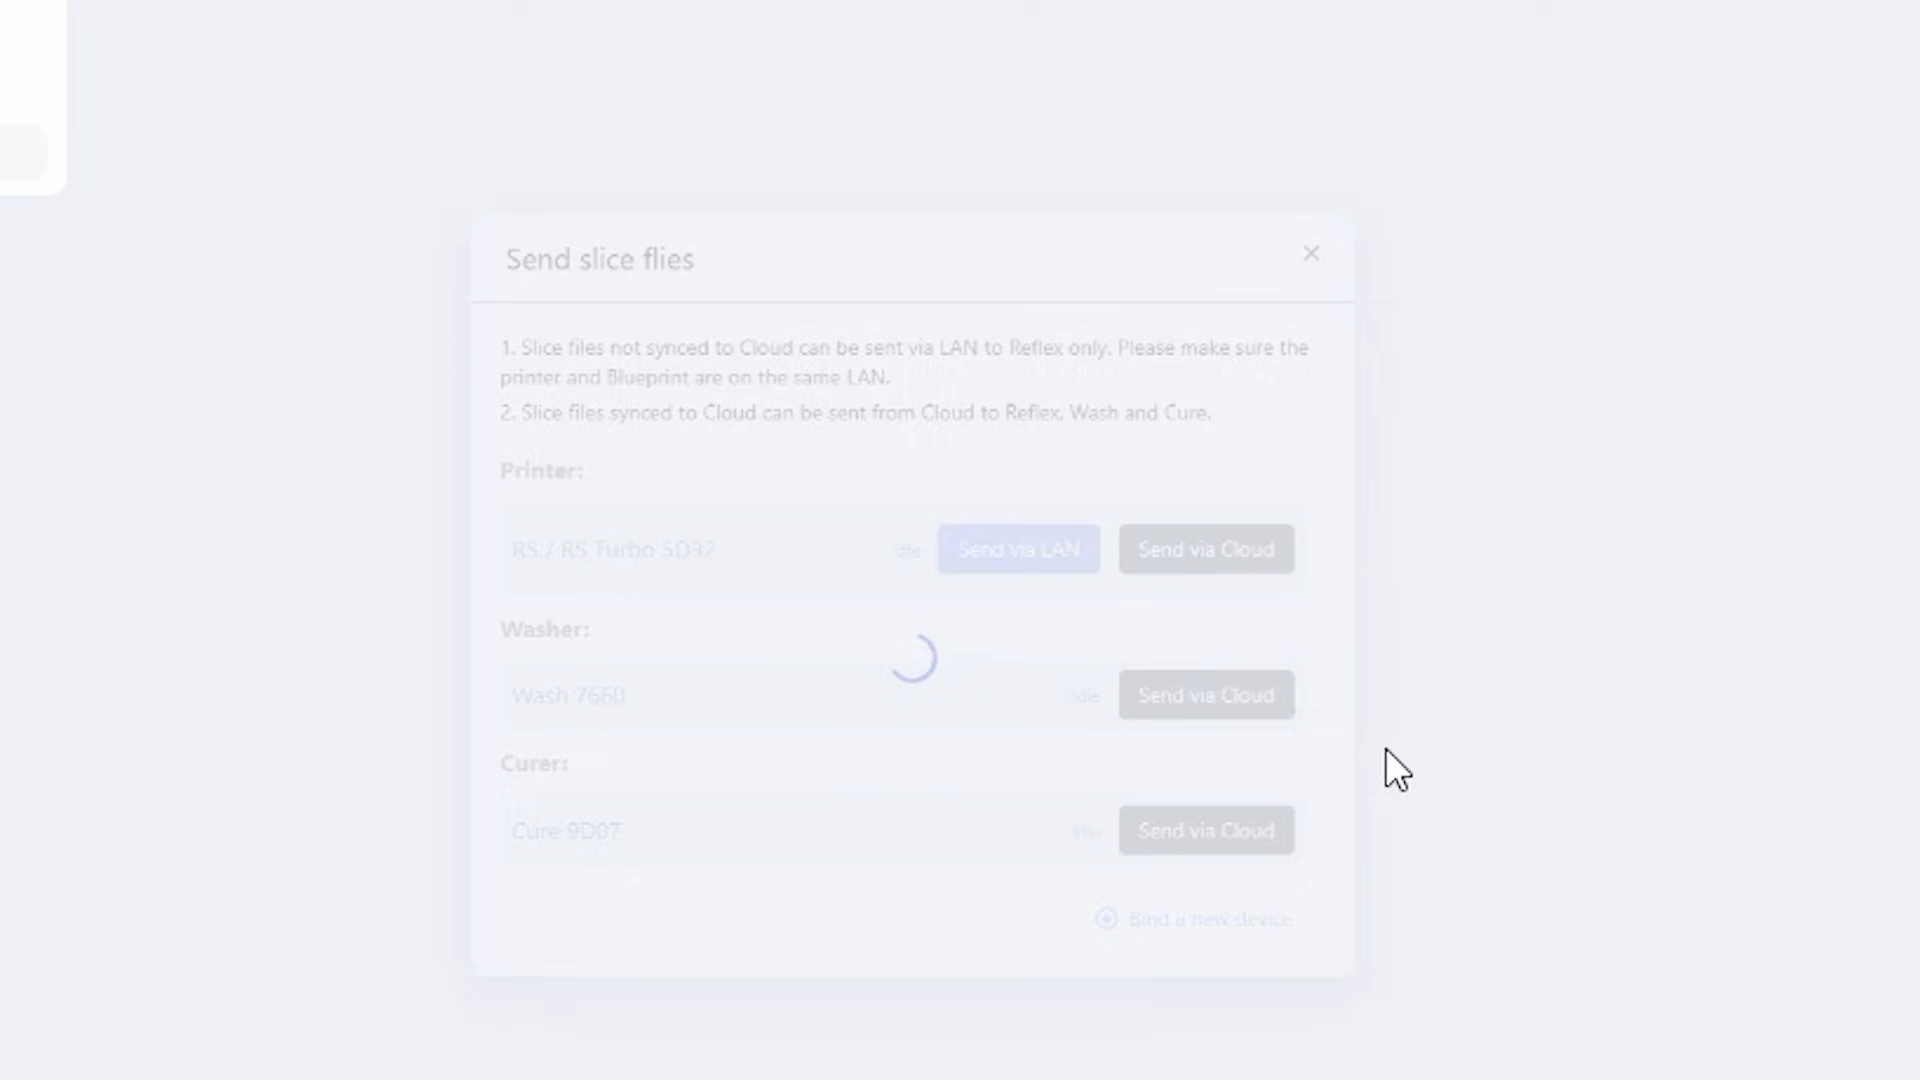 Send slice flies
1. Slice files not synced to Cloud can be sent via LAN to Reflex only. Please make sure the
printer and Blueprint are on the same LAN.
2. Slice files synced to Cloud can be sent from Cloud to Reflex, Wash and Cure.
Printer:
RS / RS Turbo 5D32 Idle Send via LAN Send via Cloud
Washer:
Wash 7660 Idle Send via Cloud
Curer:
Cure 9D07 Idle Send via Cloud
Bind a new device